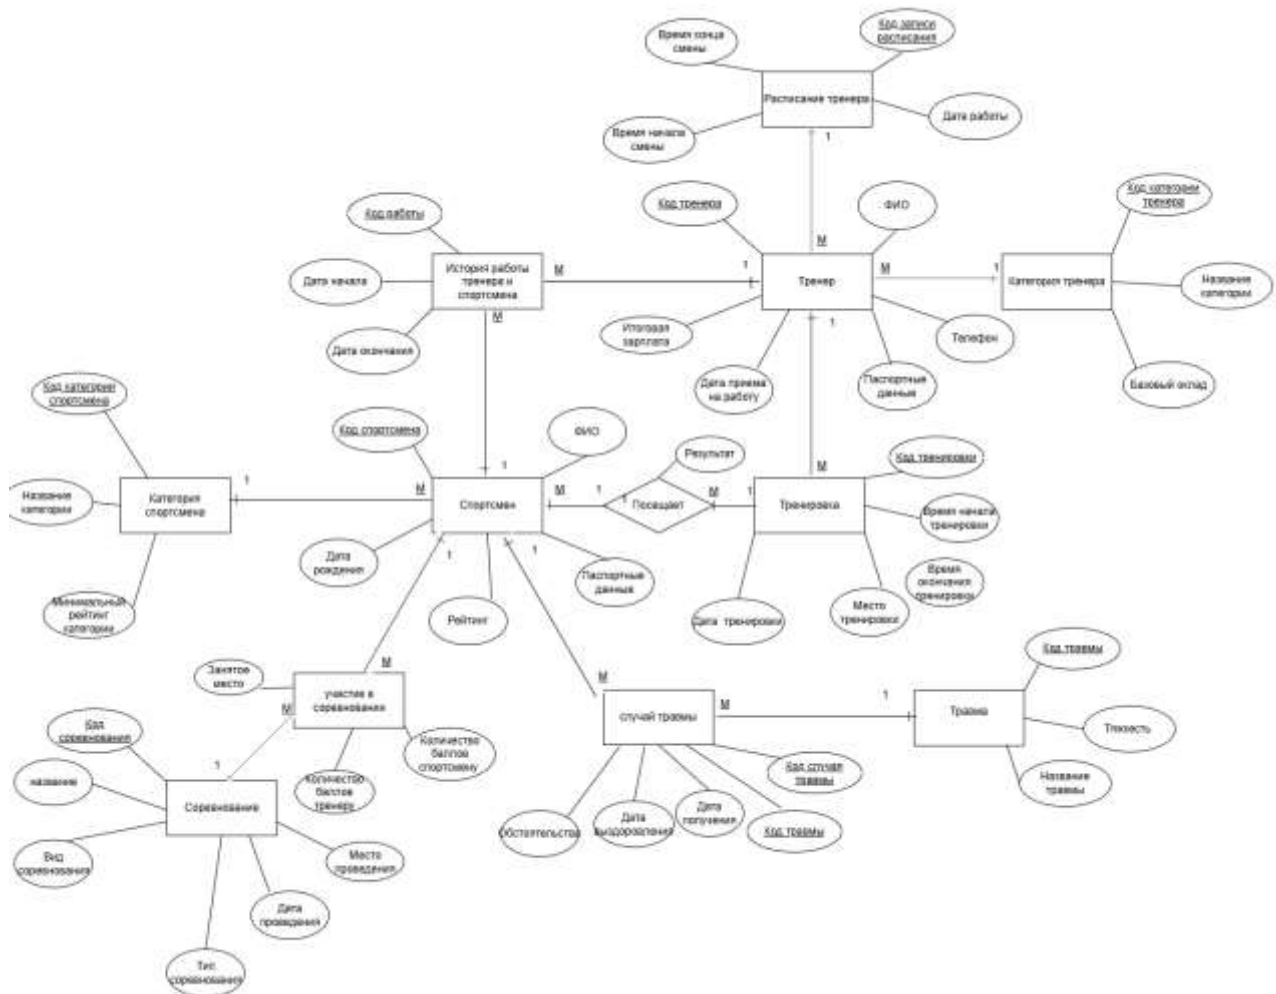 Время конца
смены
Код записи
расписания
Расписание тренера
Время начала
смены
1
Дата работы
Код работы
Код тренера
ФИО
Код категории
тренера
М
История работы
тренера и
спортсмена
М
1
Тренер
М
1
Категория тренера
Дата начала
Название
категории
М
1
Итоговая
зарплата
Телефон
Дата окончания
Дата приема
на работу
Паспортные
данные
Базовый оклад
Код категории
спортсмена
Код спортсмена
ФИО
Результат
Код тренировки
1
М
Название
категории
Категория
спортсмена
1
М
Спортсмен
М
1
1
Посещает
М
1
Тренировка
Время начала
тренировки
1
1
Дата
рождения
Паспортные
данные
Время
окончания
тренировки
Минимальный
рейтинг
категории
Рейтинг
Дата тренировки
Место
тренировки
Код травмы
Занятое
место
М
участие в
соревновании
М
случай травмы
М
1
Травма
Тяжесть
М
Код
соревнования
Количество
баллов
спортсмену
Название
травмы
1
Количество
баллов
тренеру
Код случая
травмы
название
Соревнование
Обстоятельства
Дата
выздоровления
Дата
получения
Код травмы
Вид
соревнования
Место
проведения
Дата
проведения
Тип
соревнования